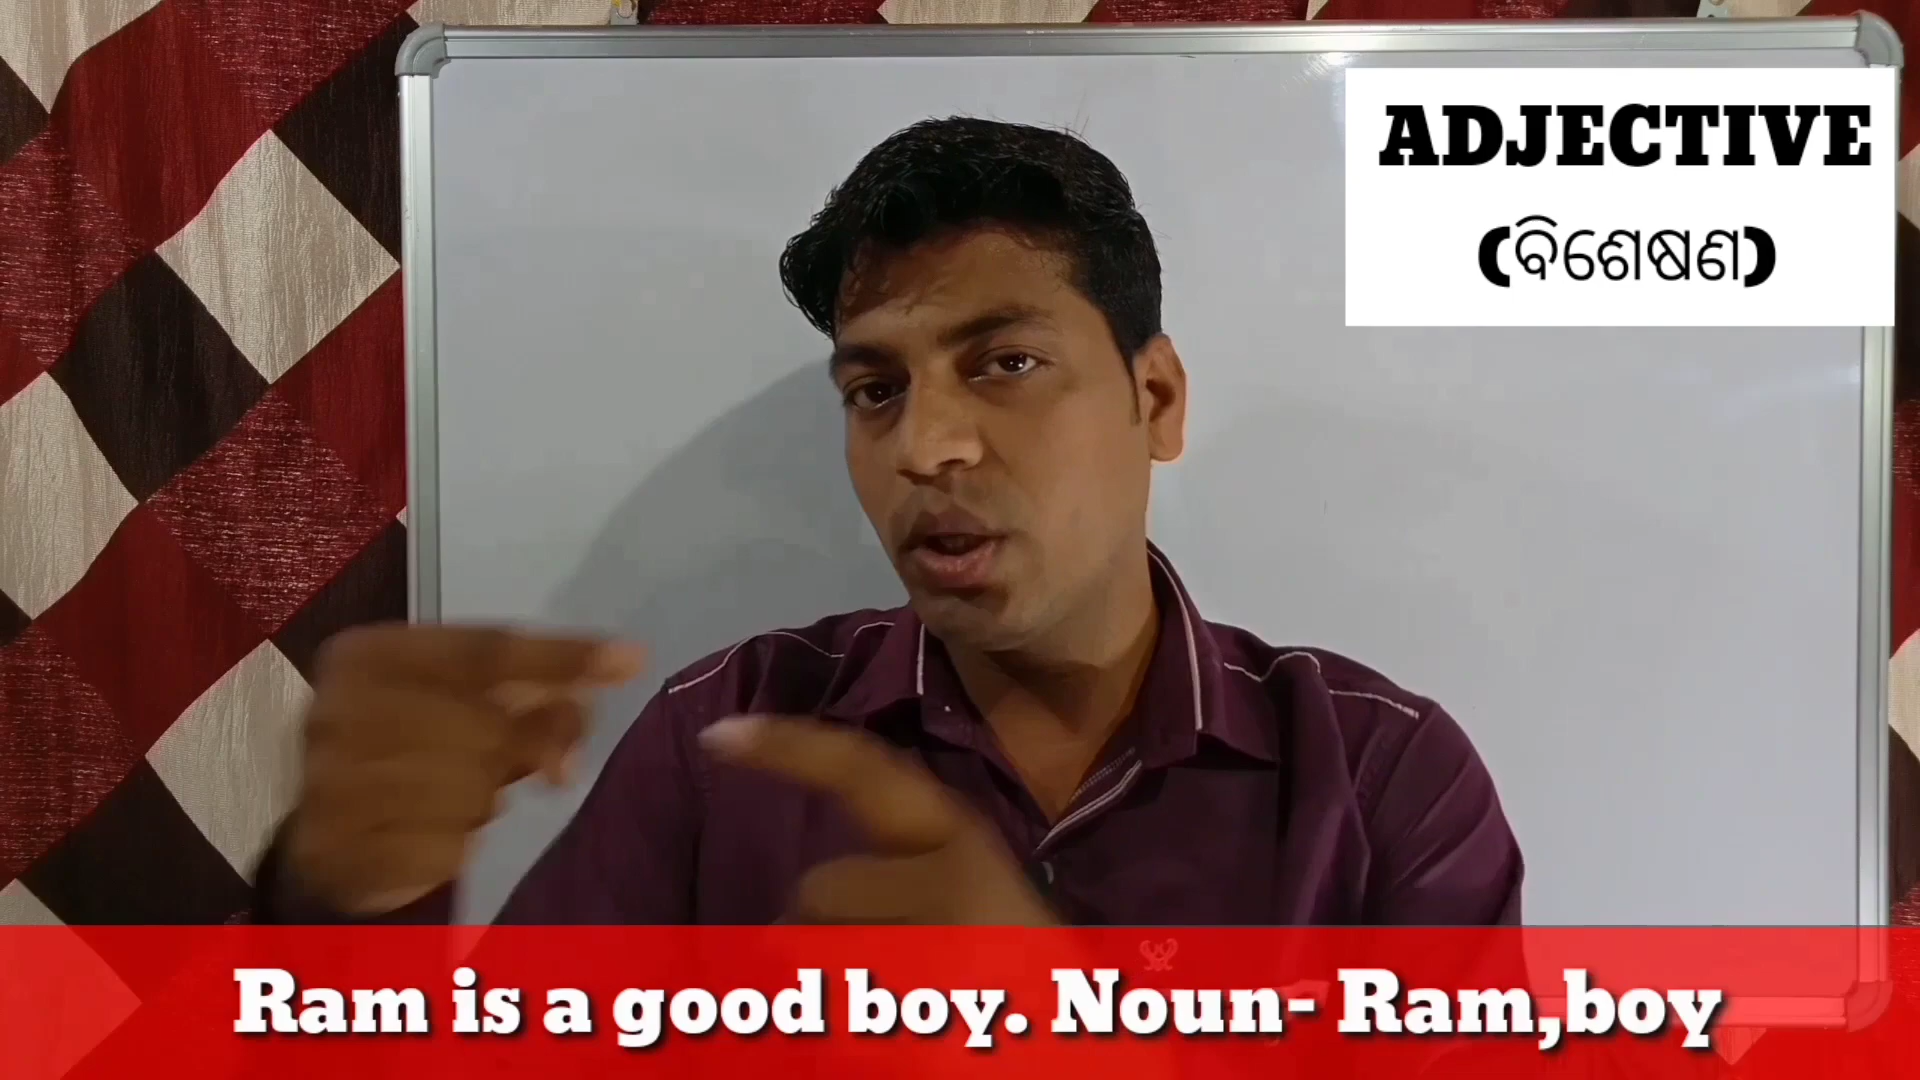 ADJECTIVE
(ବିଶେଷଣ)
Ram is a good boy. Noun- Ram,boy